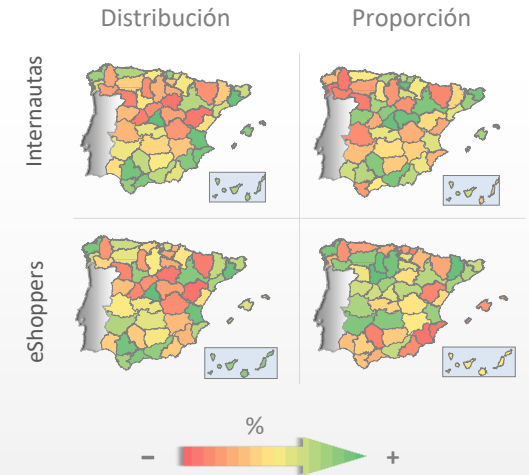 Distribución
Proporción
Internautas
eShoppers
%
– +